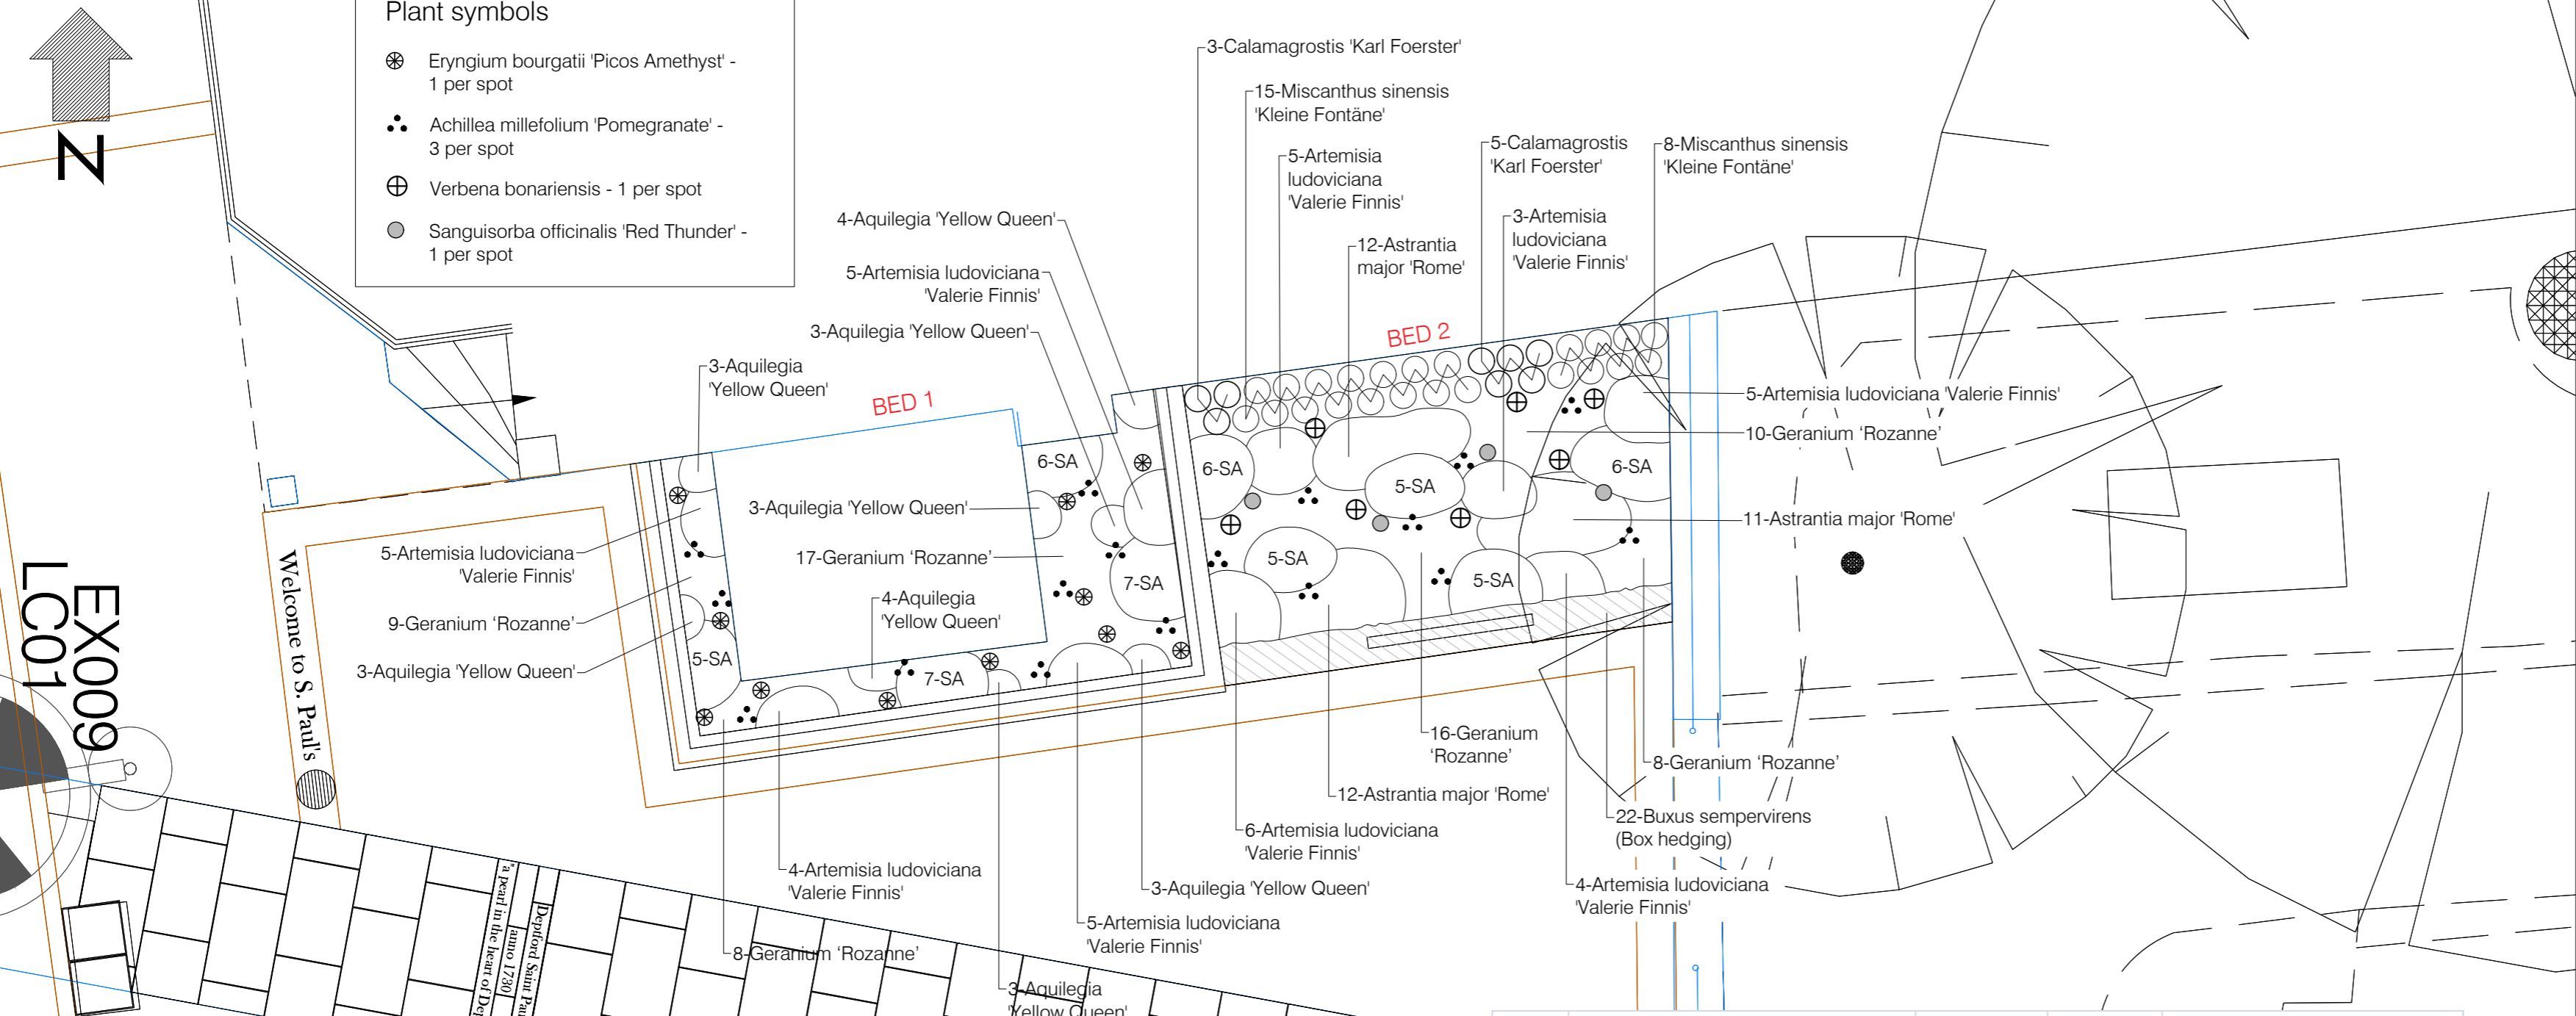 Plant symbols
Eryngium bourgatii 'Picos Amethyst' -
1 per spot
Achillea millefolium 'Pomegranate' -
3 per spot
Verbena bonariensis - 1 per spot
Sanguisorba officinalis 'Red Thunder' -
1 per spot
N
3-Calamagrostis 'Karl Foerster'
15-Miscanthus sinensis
'Kleine Fontäne'
5-Artemisia
ludoviciana
'Valerie Finnis'
12-Astrantia
major 'Rome'
5-Calamagrostis
'Karl Foerster'
8-Miscanthus sinensis
'Kleine Fontäne'
3-Artemisia
ludoviciana
'Valerie Finnis'
4-Aquilegia 'Yellow Queen'
5-Artemisia ludoviciana
'Valerie Finnis'
3-Aquilegia 'Yellow Queen'
3-Aquilegia
'Yellow Queen'
BED 1
BED 2
5-Artemisia ludoviciana 'Valerie Finnis'
10-Geranium ‘Rozanne’
11-Astrantia major 'Rome'
6-SA
6-SA
5-SA
6-SA
5-SA
5-SA
7-SA
5-SA
7-SA
3-Aquilegia 'Yellow Queen'
17-Geranium ‘Rozanne’
4-Aquilegia
'Yellow Queen'
5-Artemisia ludoviciana
'Valerie Finnis'
9-Geranium ‘Rozanne’
3-Aquilegia 'Yellow Queen'
EX009
LC01
Welcome to S. Paul's
16-Geranium
‘Rozanne’
8-Geranium ‘Rozanne’
12-Astrantia major 'Rome'
22-Buxus sempervirens
(Box hedging)
6-Artemisia ludoviciana
'Valerie Finnis'
4-Artemisia ludoviciana
'Valerie Finnis'
3-Aquilegia 'Yellow Queen'
4-Artemisia ludoviciana
'Valerie Finnis'
5-Artemisia ludoviciana
'Valerie Finnis'
8-Geranium ‘Rozanne’
3-Aquilegia
'Yellow Queen'
Deptford Saint
anno 1730
"a pearl in the heart of